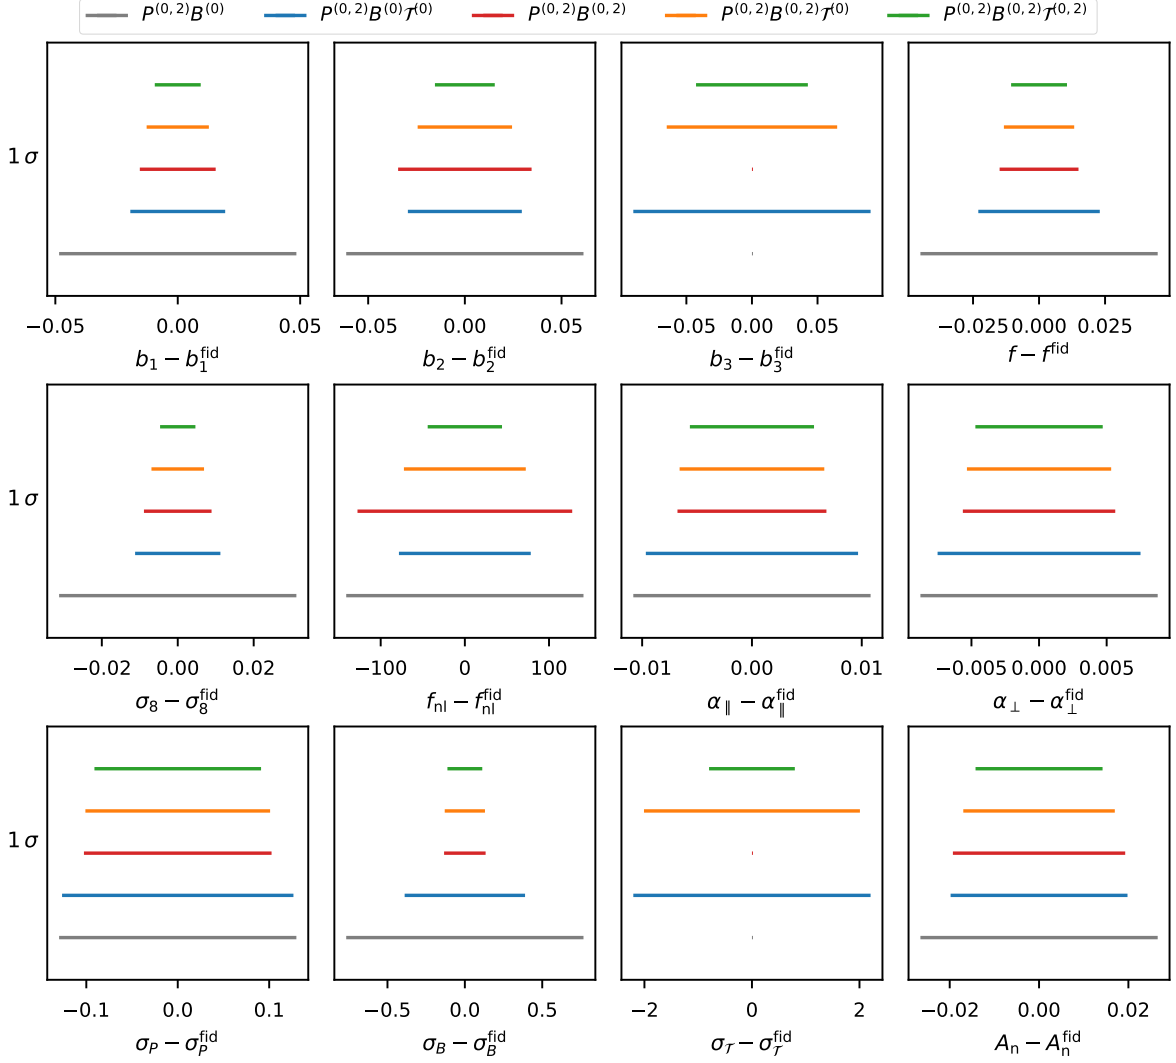 P^(0,2)B^(0) P^(0,2)B^(0)𝒯^(0) P^(0,2)B^(0,2) P^(0,2)B^(0,2)𝒯^(0) P^(0,2)B^(0,2)𝒯^(0,2)
1 σ
−0.05 0.00 0.05 −0.05 0.00 0.05 −0.05 0.00 0.05 −0.025 0.000 0.025
b₁ − b₁^fid b₂ − b₂^fid b₃ − b₃^fid f − f^fid
1 σ
−0.02 0.00 0.02 −100 0 100 −0.01 0.00 0.01 −0.005 0.000 0.005
σ₈ − σ₈^fid f_nl − f_nl^fid α_∥ − α_∥^fid α_⊥ − α_⊥^fid
1 σ
−0.1 0.0 0.1 −0.5 0.0 0.5 −2 0 2 −0.02 0.00 0.02
σ_P − σ_P^fid σ_B − σ_B^fid σ_𝒯 − σ_𝒯^fid A_n − A_n^fid